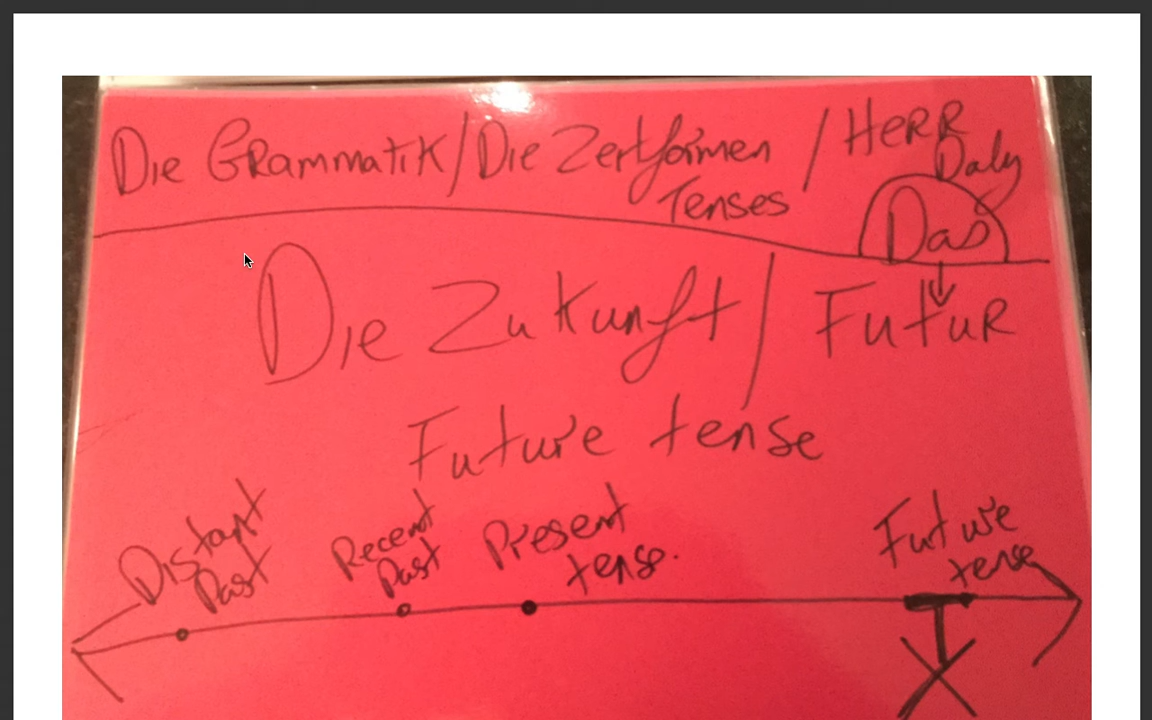 Die Grammatik / Die Zeitformen / Herr Daly
Tenses
Das
Die Zukunft / Futur
Future tense
Distant Past
Recent Past
Present tense.
Future tense